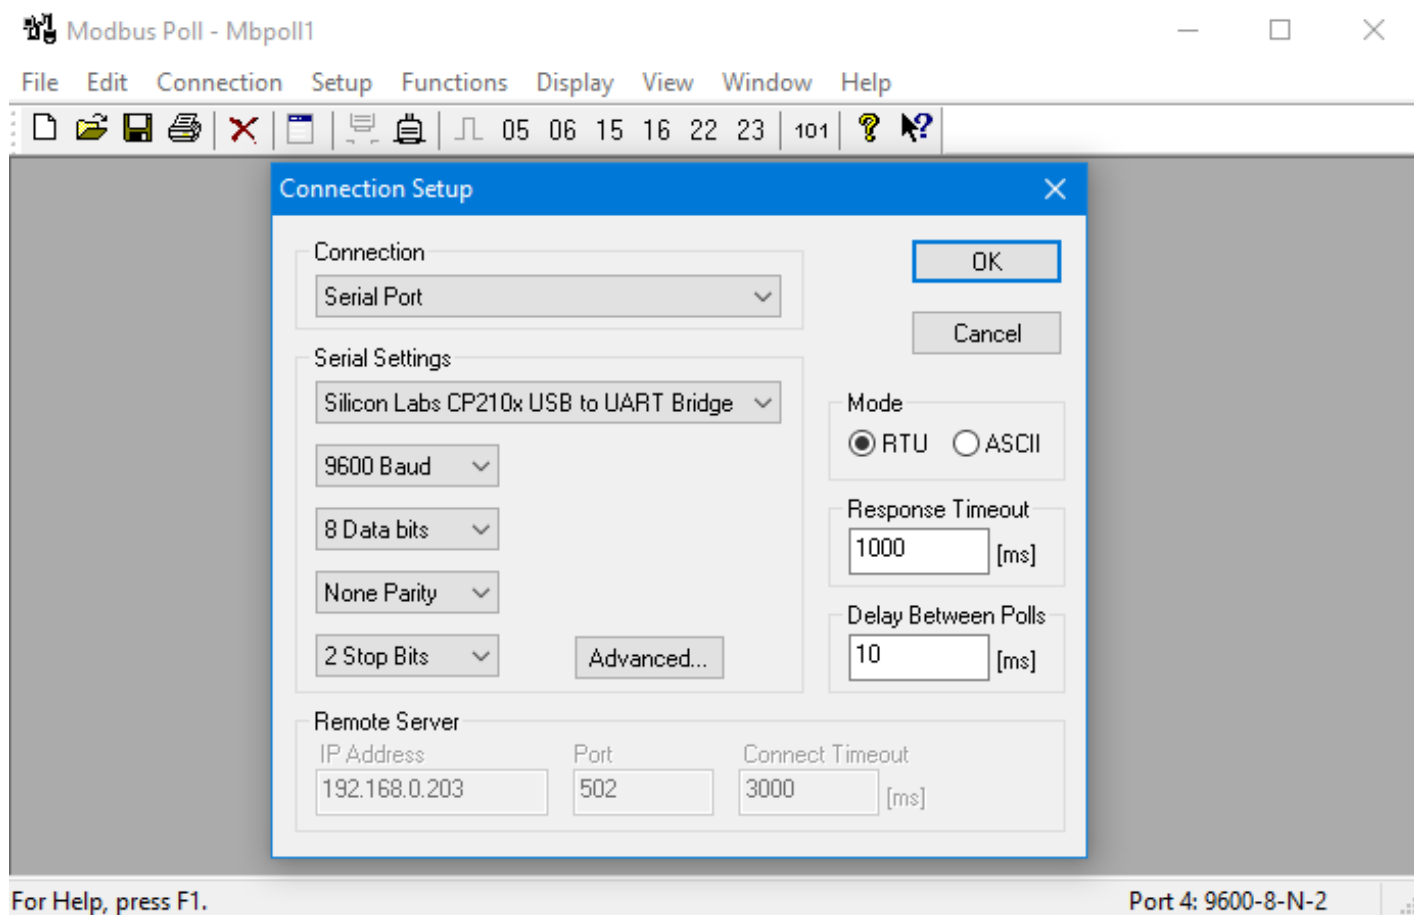 Modbus Poll - Mbpoll1
File Edit Connection Setup Functions Display View Window Help
05 06 15 16 22 23 101
Connection Setup
Connection
Serial Port
OK
Cancel
Serial Settings
Silicon Labs CP210x USB to UART Bridge
Mode
RTU ASCII
9600 Baud
8 Data bits
Response Timeout
1000 [ms]
None Parity
Delay Between Polls
2 Stop Bits
Advanced...
10 [ms]
Remote Server
IP Address Port Connect Timeout
192.168.0.203 502 3000 [ms]
For Help, press F1.
Port 4: 9600-8-N-2